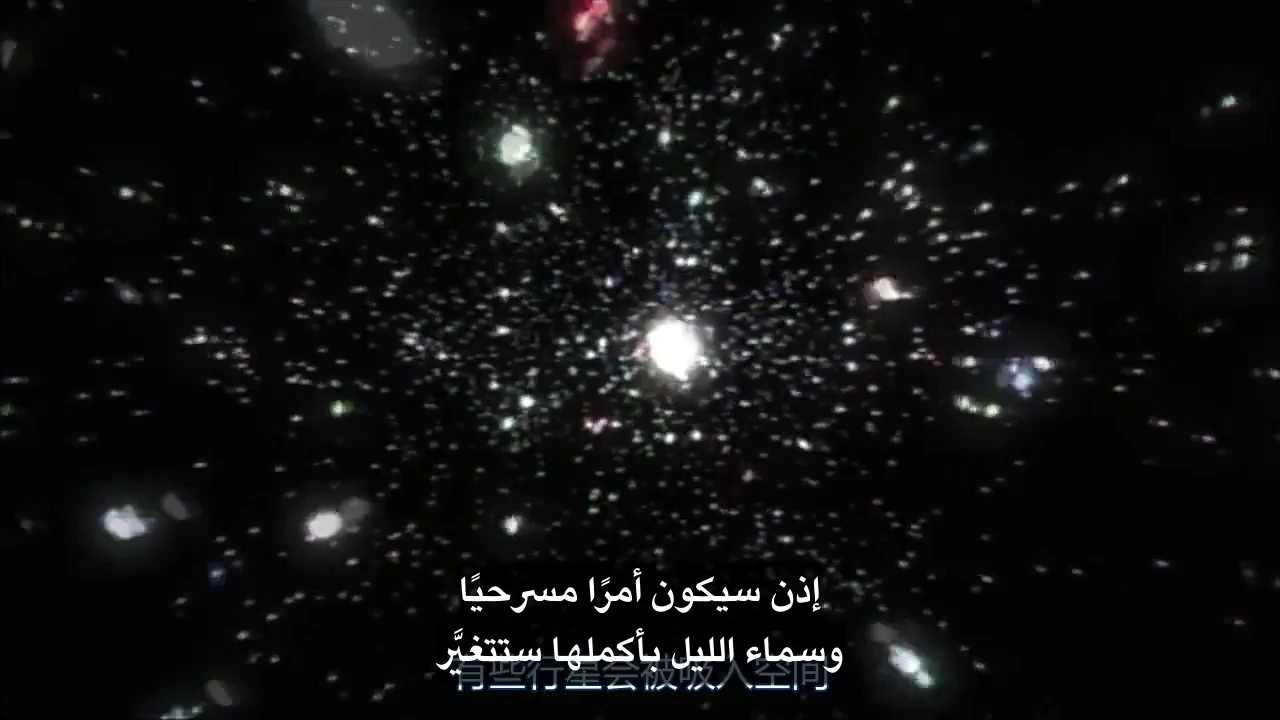 إذن سيكون أمرًا مسرحيًا
وسماء الليل بأكملها ستتغيَّر
有些行星会被吸入空间